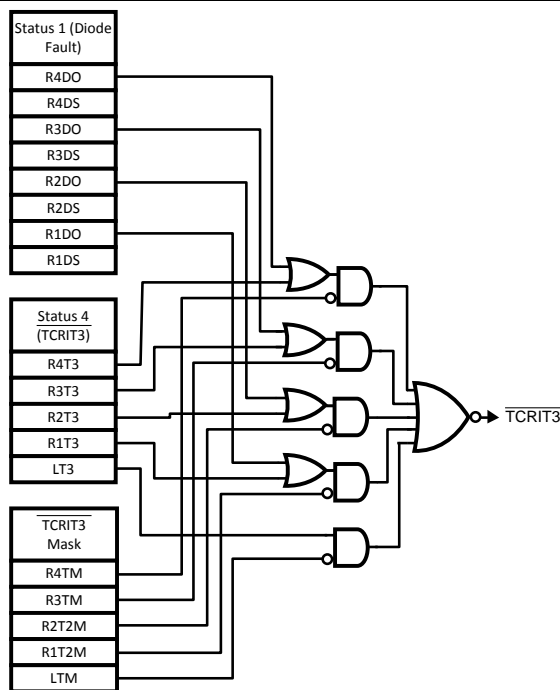 Status 1 (Diode
Fault)
R4DO
R4DS
R3DO
R3DS
R2DO
R2DS
R1DO
R1DS
Status 4
(TCRIT3)
R4T3
R3T3
R2T3
R1T3
LT3
TCRIT3
Mask
R4TM
R3TM
R2T2M
R1T2M
LTM
TCRIT3